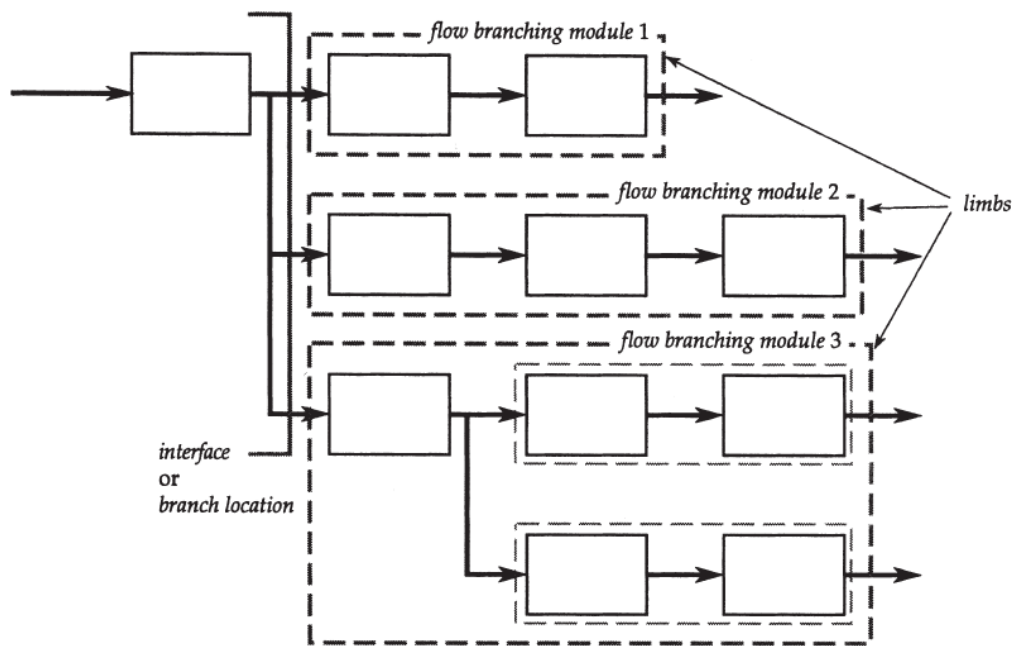 flow branching module 1
flow branching module 2
limbs
flow branching module 3
interface
or
branch location